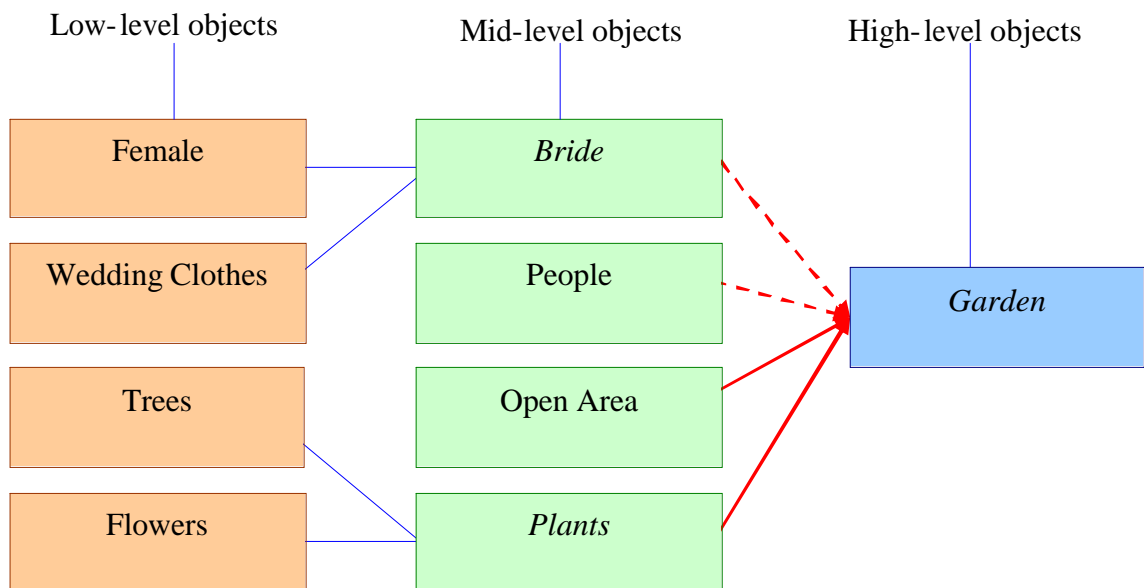 Low-level objects
Mid-level objects
High-level objects
Female
Bride
Wedding Clothes
People
Garden
Trees
Open Area
Flowers
Plants